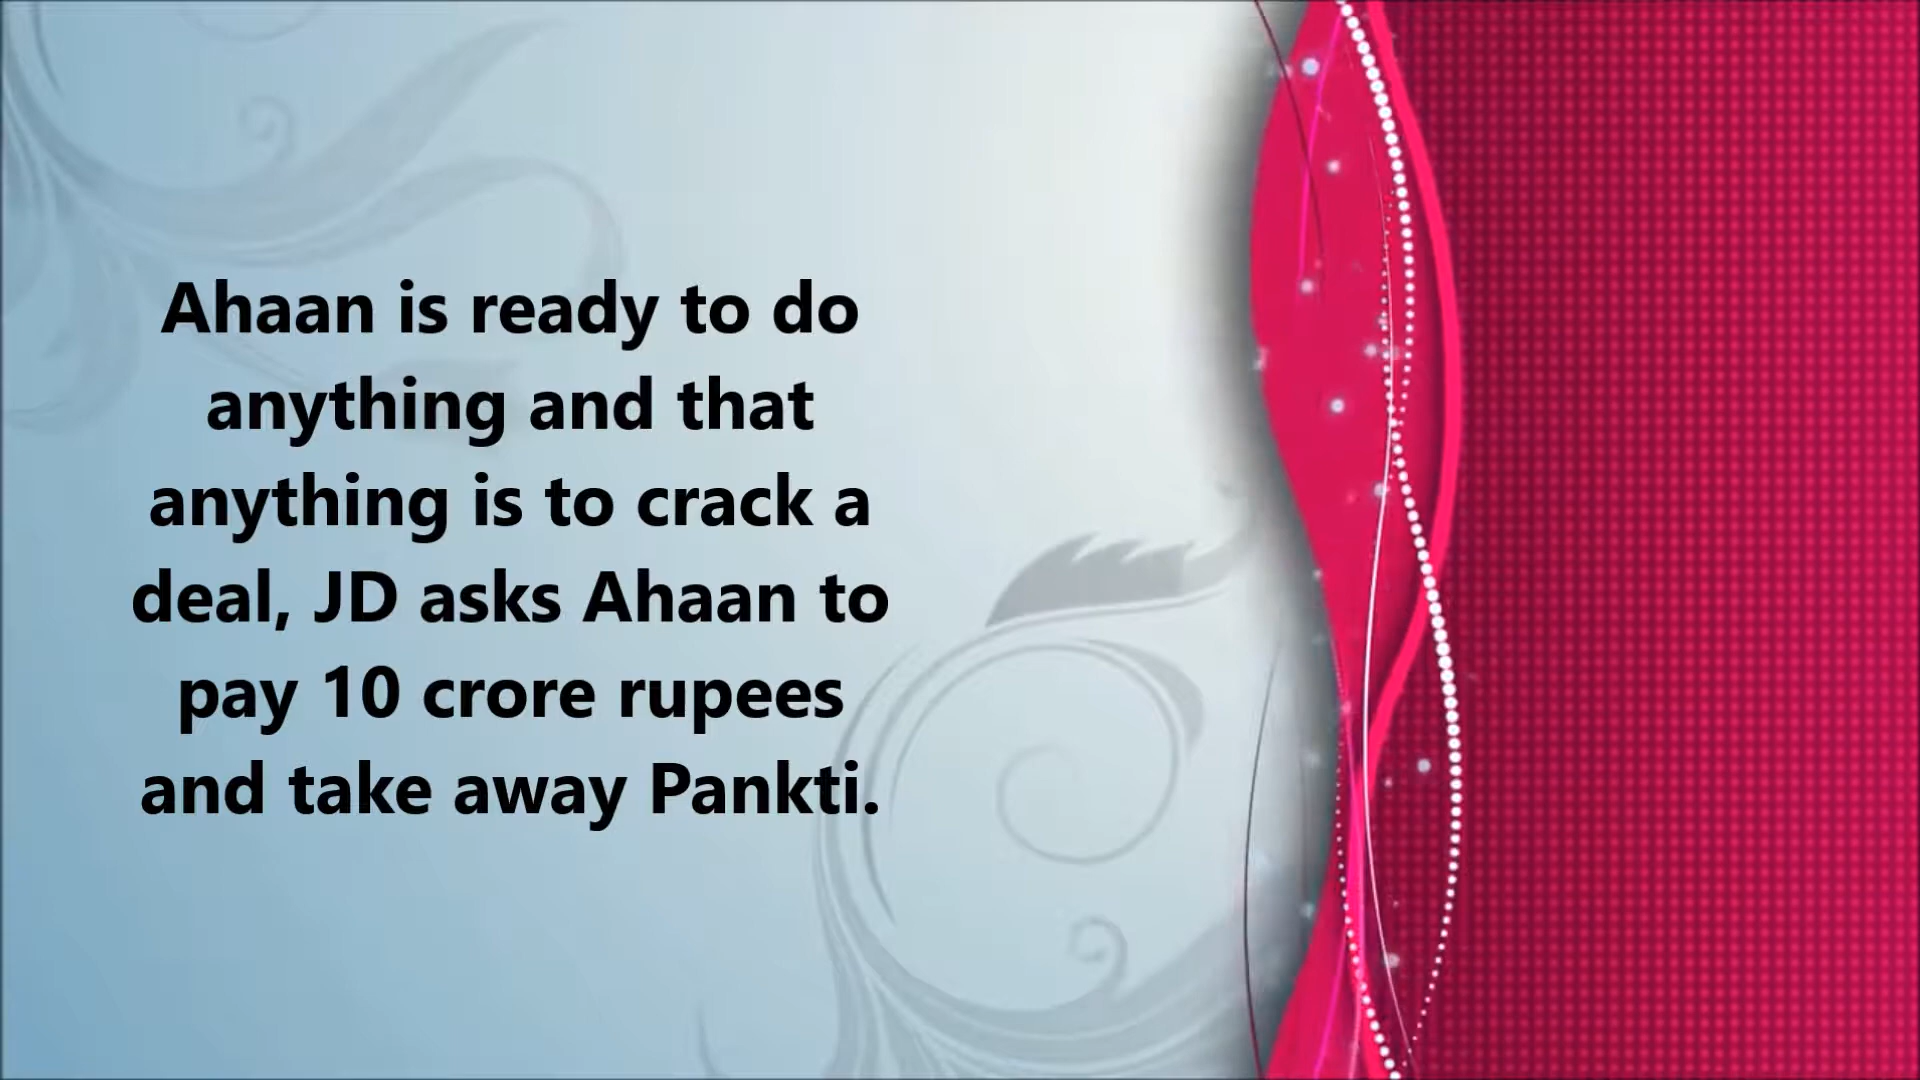 Ahaan is ready to do
anything and that
anything is to crack a
deal, JD asks Ahaan to
pay 10 crore rupees
and take away Pankti.